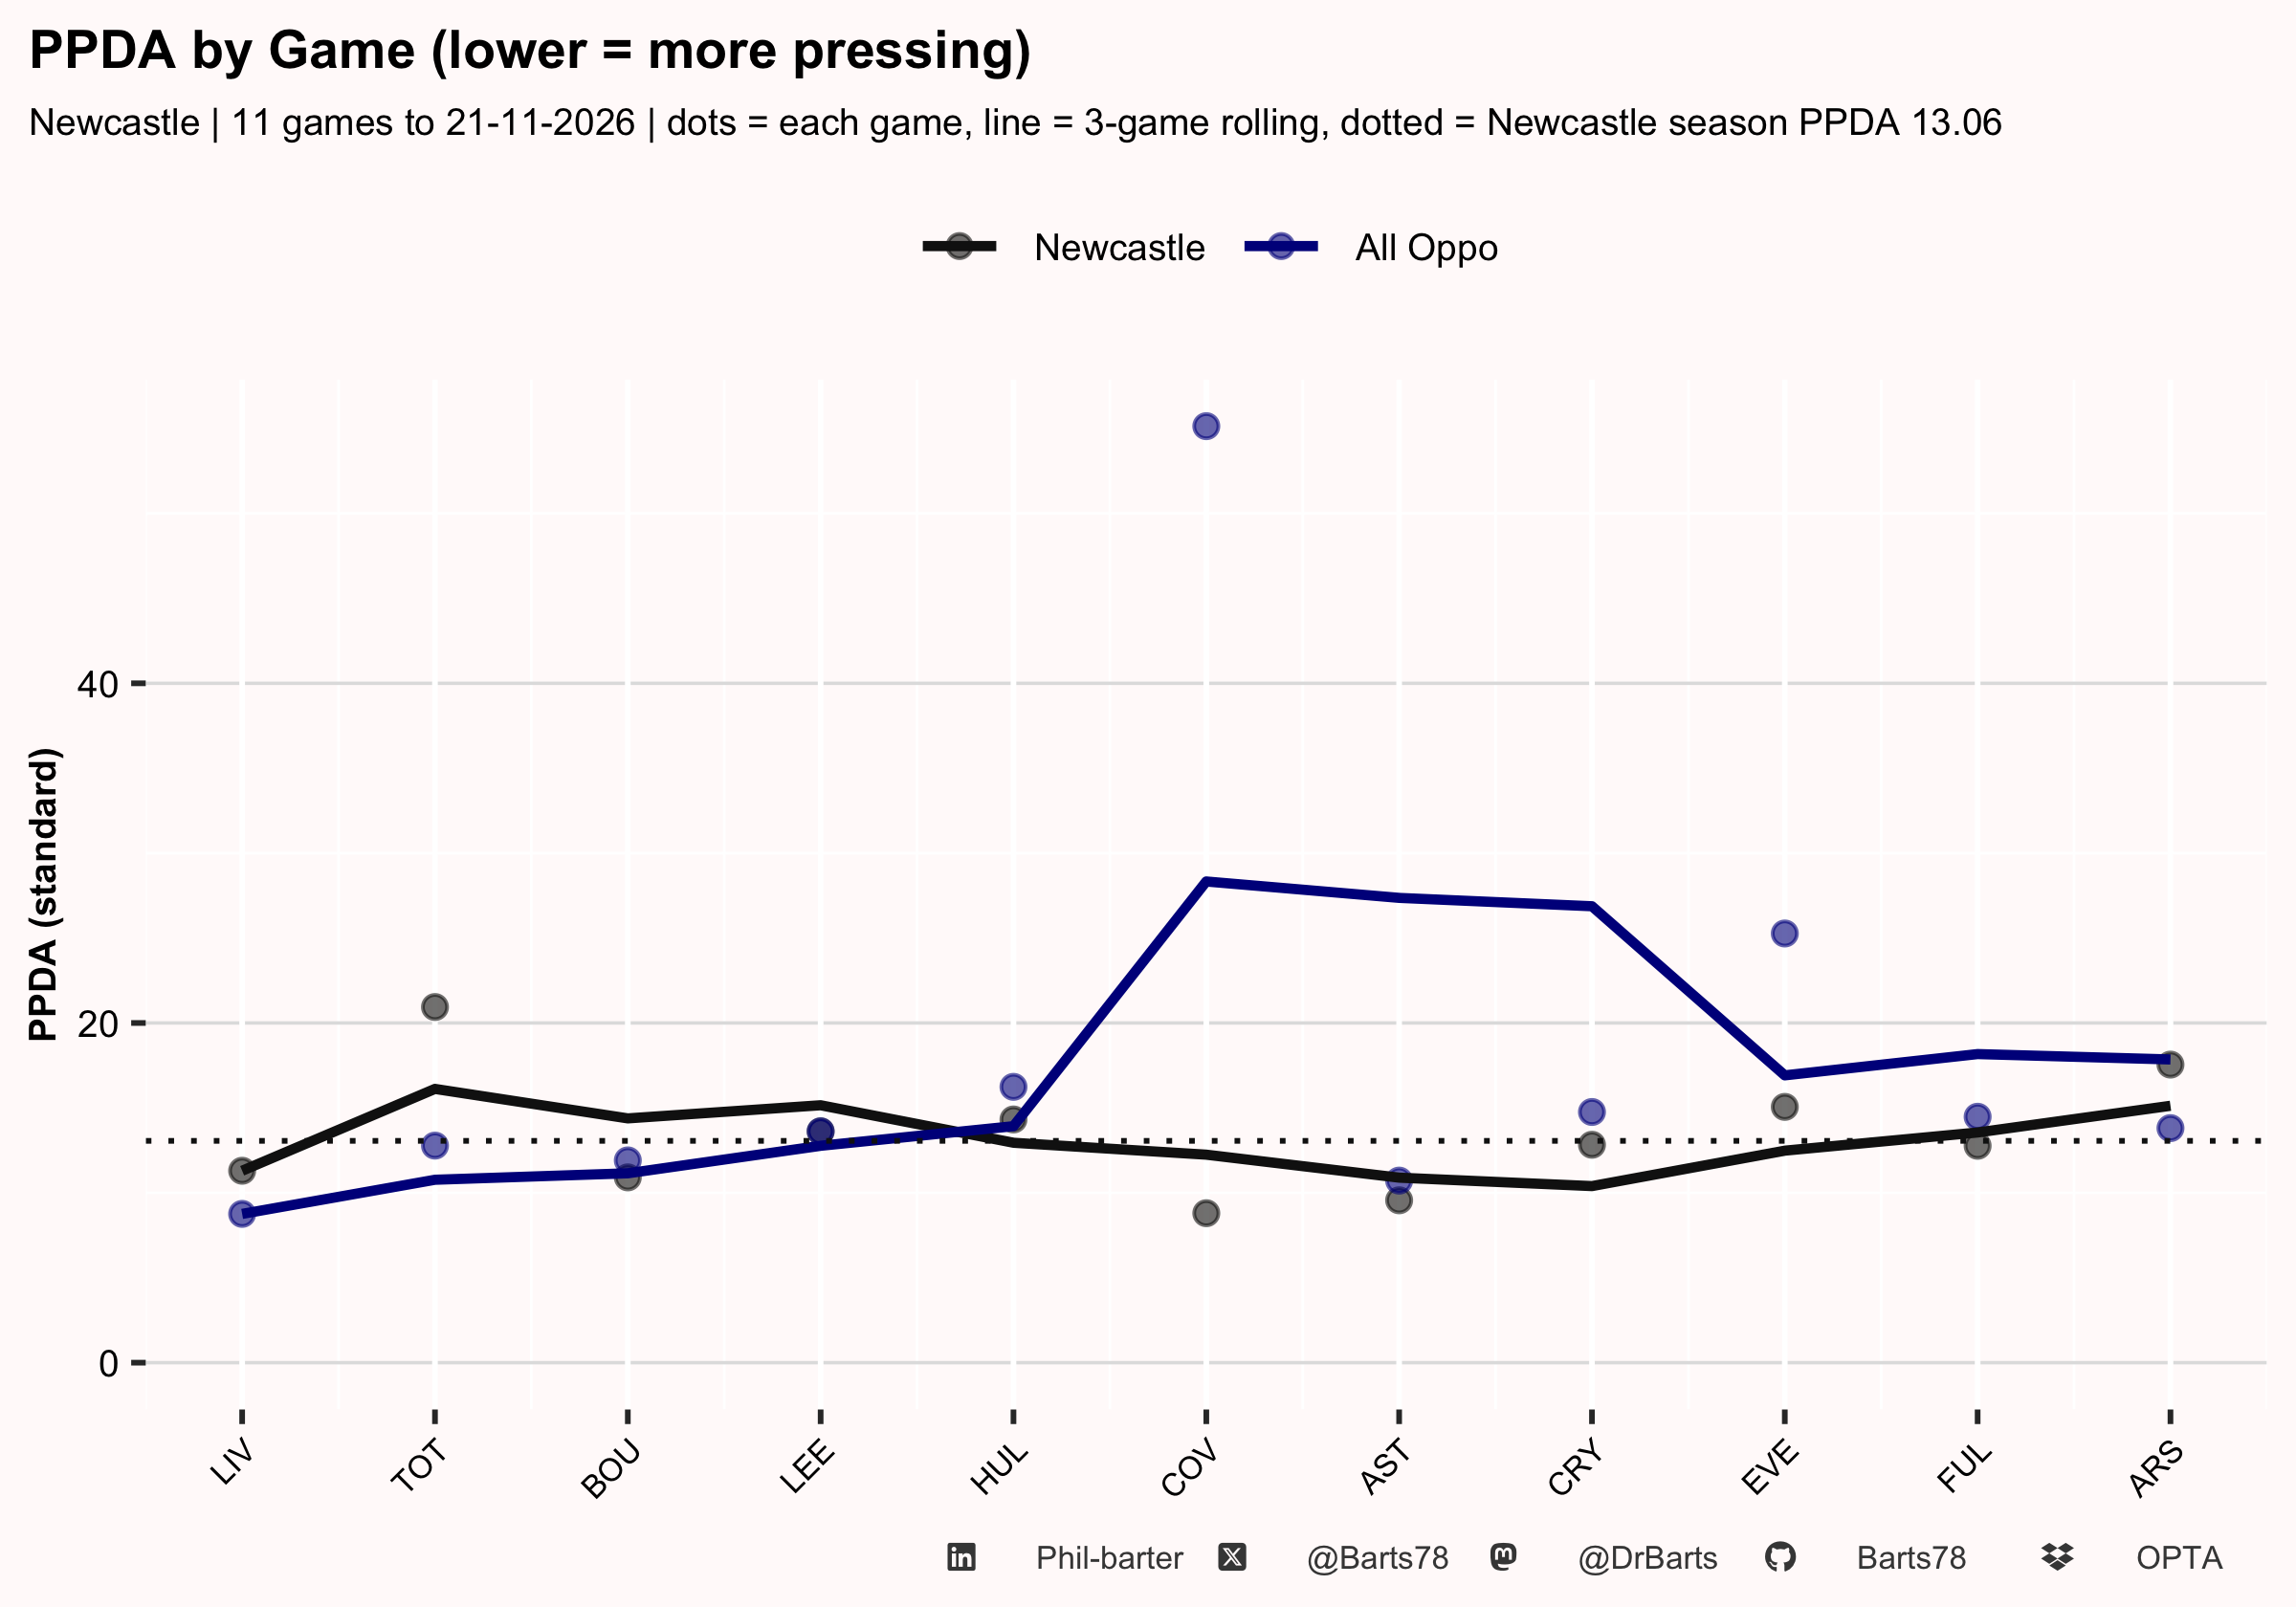 PPDA by Game (lower = more pressing)
Newcastle | 11 games to 21-11-2026 | dots = each game, line = 3-game rolling, dotted = Newcastle season PPDA 13.06
Newcastle All Oppo
PPDA (standard)
40
20
0
LIV TOT BOU LEE HUL COV AST CRY EVE FUL ARS
Phil-barter @Barts78 @DrBarts Barts78 OPTA